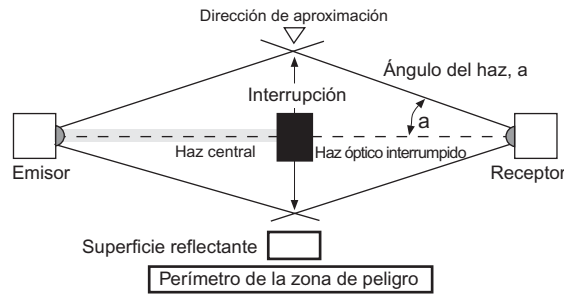 Dirección de aproximación
Ángulo del haz, a
Interrupción
a
Haz central
Haz óptico interrumpido
Emisor
Receptor
Superficie reflectante
Perímetro de la zona de peligro